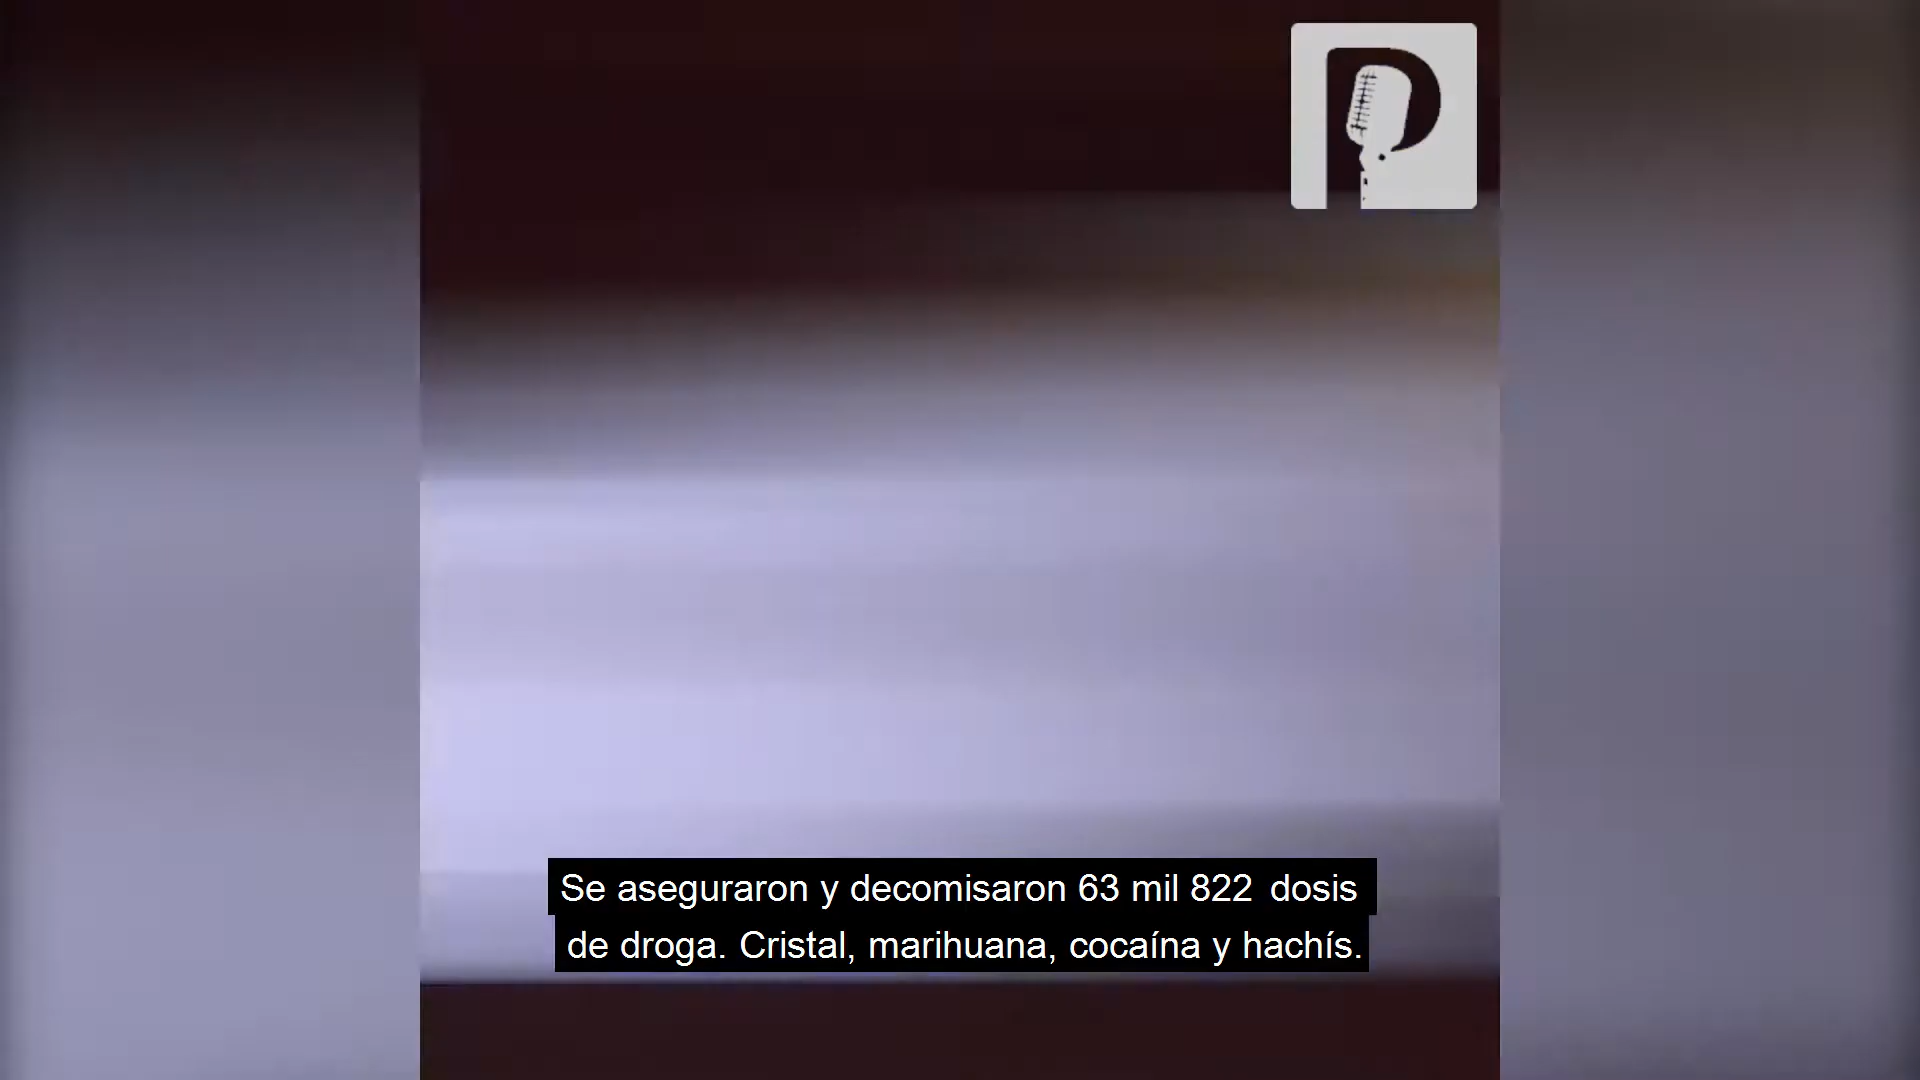 Se aseguraron y decomisaron 63 mil 822 dosis
de droga. Cristal, marihuana, cocaína y hachís.